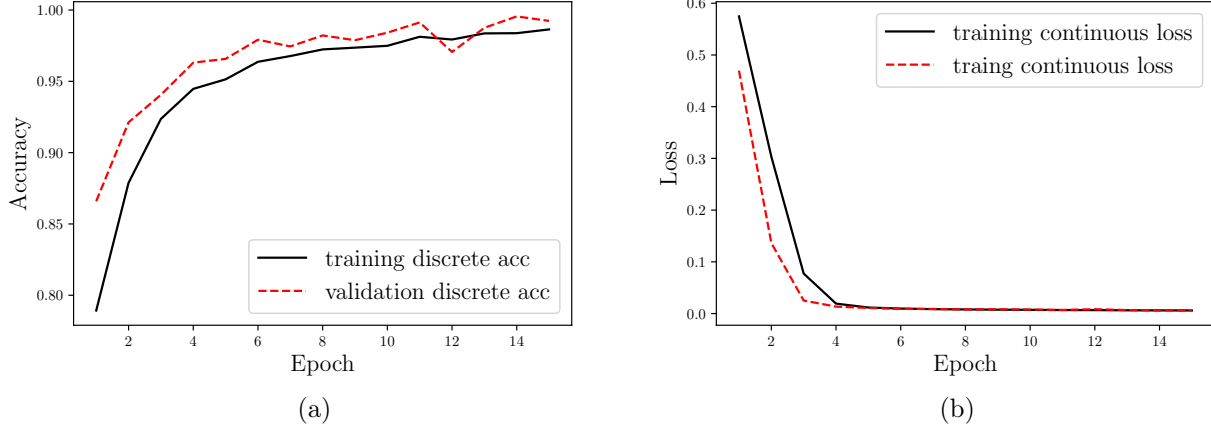 1.00
0.95
0.90
0.85
0.80
Accuracy
training discrete acc
validation discrete acc
2 4 6 8 10 12 14
Epoch
(a)
0.6
0.5
0.4
0.3
0.2
0.1
0.0
Loss
training continuous loss
traing continuous loss
2 4 6 8 10 12 14
Epoch
(b)